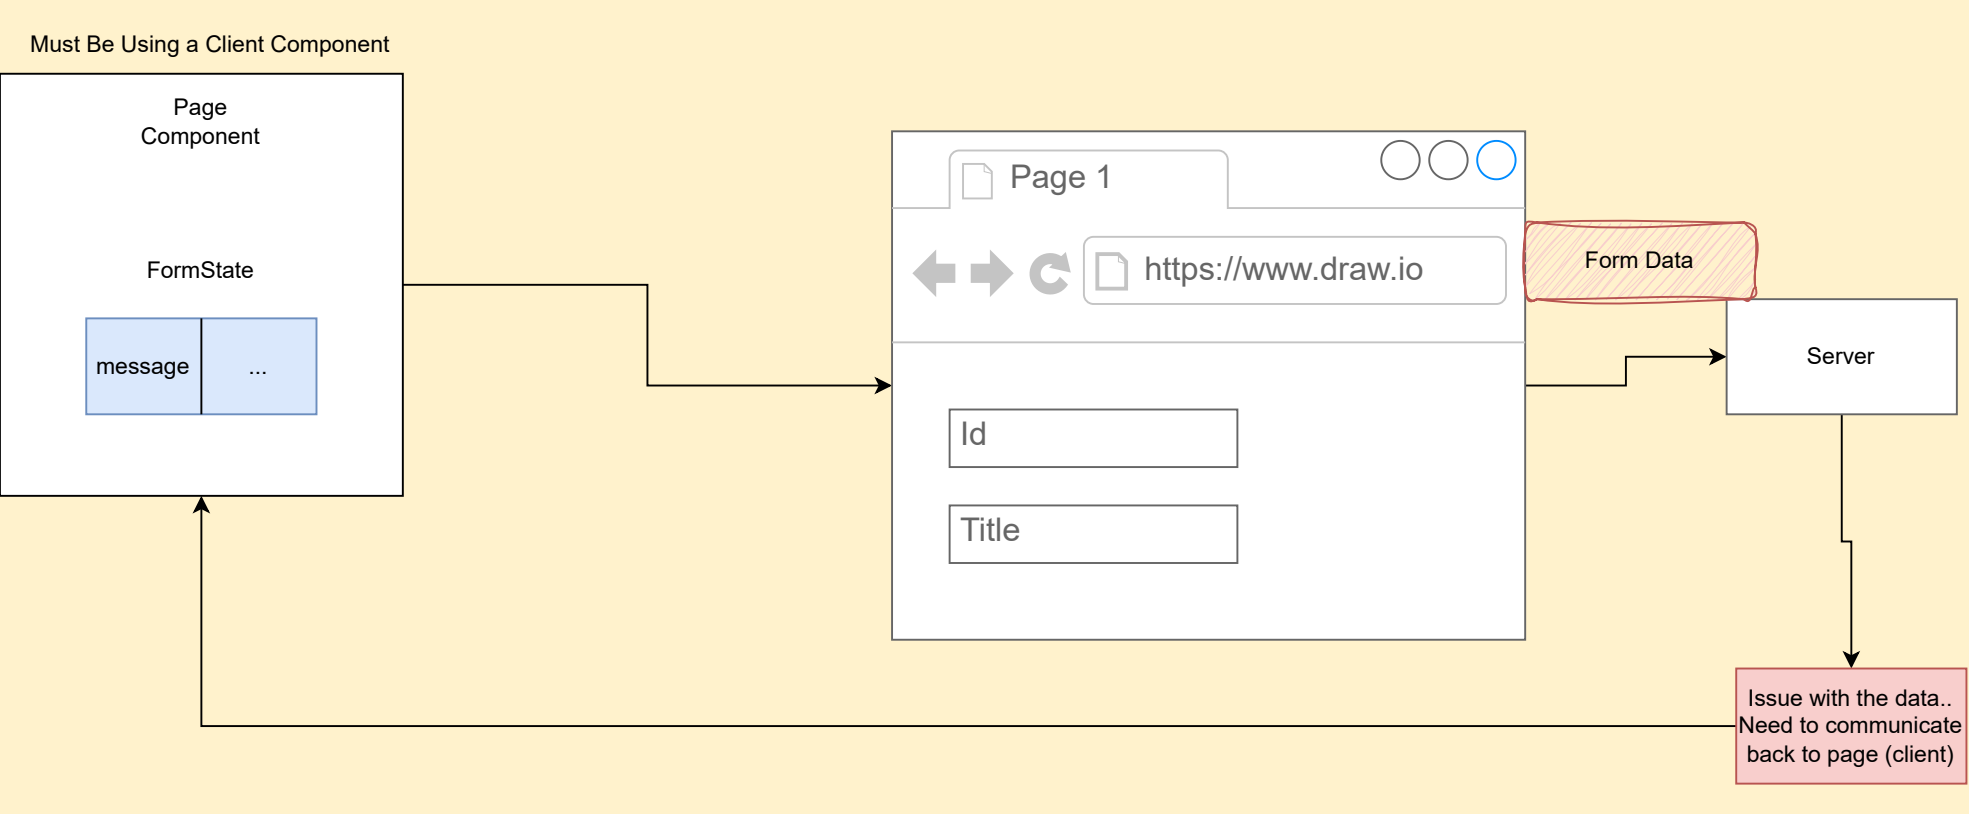 Must Be Using a Client Component
Page
Component
FormState
message
...
Page 1
https://www.draw.io
Id
Title
Form Data
Server
Issue with the data..
Need to communicate
back to page (client)